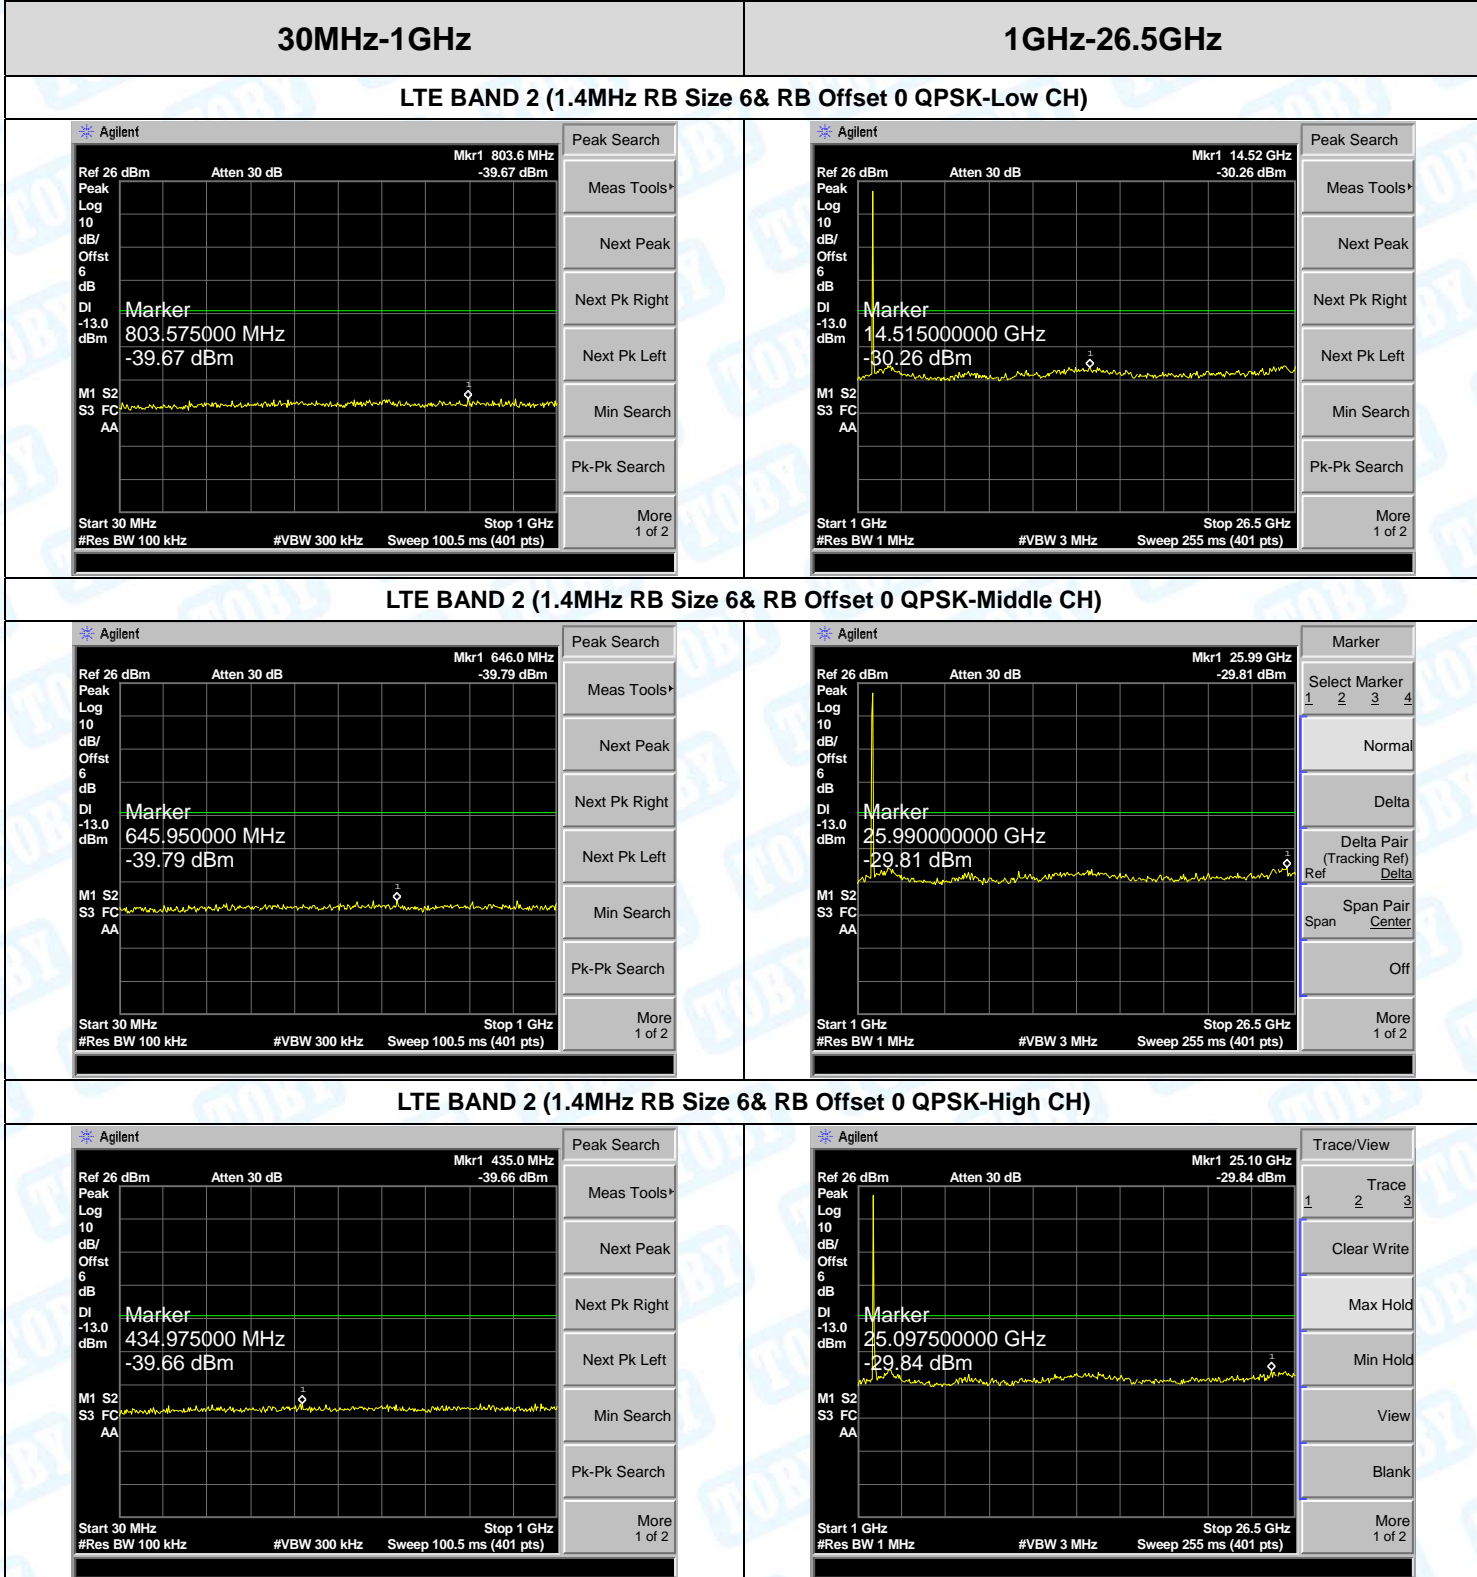 30MHz-1GHz
1GHz-26.5GHz
LTE BAND 2 (1.4MHz RB Size 6& RB Offset 0 QPSK-Low CH)
Agilent
Peak Search
Mkr1 803.6 MHz
Ref 26 dBm Atten 30 dB -39.67 dBm
Peak
Log
10
dB/
Offst
6
dB
DI
-13.0
dBm
Marker
803.575000 MHz
-39.67 dBm
1
M1 S2
S3 FC
AA
Start 30 MHz Stop 1 GHz
#Res BW 100 kHz #VBW 300 kHz Sweep 100.5 ms (401 pts)
Meas Tools
Next Peak
Next Pk Right
Next Pk Left
Min Search
Pk-Pk Search
More
1 of 2
Agilent
Peak Search
Mkr1 14.52 GHz
Ref 26 dBm Atten 30 dB -30.26 dBm
Peak
Log
10
dB/
Offst
6
dB
DI
-13.0
dBm
Marker
14.515000000 GHz
-30.26 dBm
1
M1 S2
S3 FC
AA
Start 1 GHz Stop 26.5 GHz
#Res BW 1 MHz #VBW 3 MHz Sweep 255 ms (401 pts)
Meas Tools
Next Peak
Next Pk Right
Next Pk Left
Min Search
Pk-Pk Search
More
1 of 2
LTE BAND 2 (1.4MHz RB Size 6& RB Offset 0 QPSK-Middle CH)
Agilent
Peak Search
Mkr1 646.0 MHz
Ref 26 dBm Atten 30 dB -39.79 dBm
Peak
Log
10
dB/
Offst
6
dB
DI
-13.0
dBm
Marker
645.950000 MHz
-39.79 dBm
1
M1 S2
S3 FC
AA
Start 30 MHz Stop 1 GHz
#Res BW 100 kHz #VBW 300 kHz Sweep 100.5 ms (401 pts)
Meas Tools
Next Peak
Next Pk Right
Next Pk Left
Min Search
Pk-Pk Search
More
1 of 2
Agilent
Marker
Mkr1 25.99 GHz
Ref 26 dBm Atten 30 dB -29.81 dBm
Peak
Log
10
dB/
Offst
6
dB
DI
-13.0
dBm
Marker
25.990000000 GHz
-29.81 dBm
1
M1 S2
S3 FC
AA
Start 1 GHz Stop 26.5 GHz
#Res BW 1 MHz #VBW 3 MHz Sweep 255 ms (401 pts)
Select Marker
1 2 3 4
Normal
Delta
Delta Pair
(Tracking Ref)
Ref Delta
Span Pair
Span Center
Off
More
1 of 2
LTE BAND 2 (1.4MHz RB Size 6& RB Offset 0 QPSK-High CH)
Agilent
Peak Search
Mkr1 435.0 MHz
Ref 26 dBm Atten 30 dB -39.66 dBm
Peak
Log
10
dB/
Offst
6
dB
DI
-13.0
dBm
Marker
434.975000 MHz
-39.66 dBm
1
M1 S2
S3 FC
AA
Start 30 MHz Stop 1 GHz
#Res BW 100 kHz #VBW 300 kHz Sweep 100.5 ms (401 pts)
Meas Tools
Next Peak
Next Pk Right
Next Pk Left
Min Search
Pk-Pk Search
More
1 of 2
Agilent
Trace/View
Mkr1 25.10 GHz
Ref 26 dBm Atten 30 dB -29.84 dBm
Peak
Log
10
dB/
Offst
6
dB
DI
-13.0
dBm
Marker
25.097500000 GHz
-29.84 dBm
1
M1 S2
S3 FC
AA
Start 1 GHz Stop 26.5 GHz
#Res BW 1 MHz #VBW 3 MHz Sweep 255 ms (401 pts)
Trace
1 2 3
Clear Write
Max Hold
Min Hold
View
Blank
More
1 of 2
TOBY